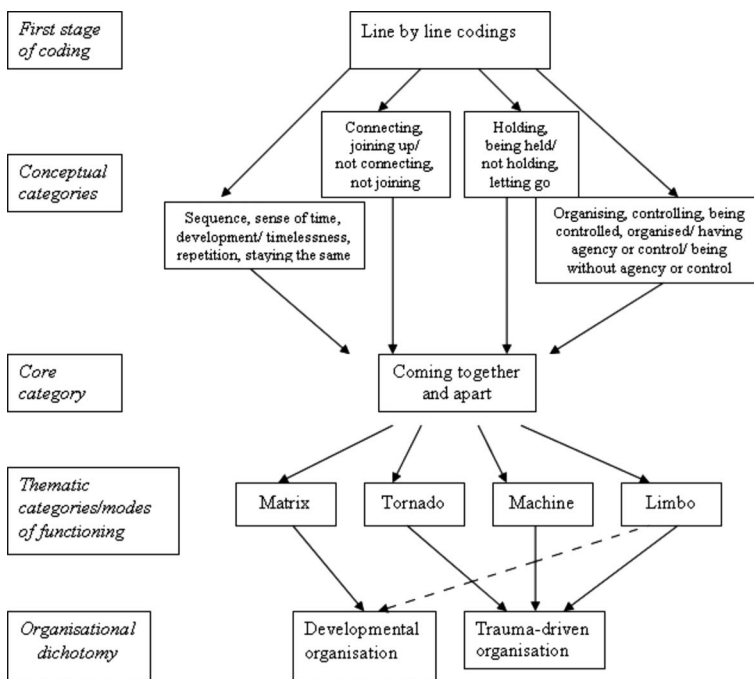 First stage
of coding
Line by line codings
Conceptual
categories
Connecting,
joining up/
not connecting,
not joining
Holding,
being held/
not holding,
letting go
Sequence, sense of time,
development/ timelessness,
repetition, staying the same
Organising, controlling, being
controlled, organised/ having
agency or control/ being
without agency or control
Core
category
Coming together
and apart
Thematic
categories/modes
of functioning
Matrix
Tornado
Machine
Limbo
Organisational
dichotomy
Developmental
organisation
Trauma-driven
organisation